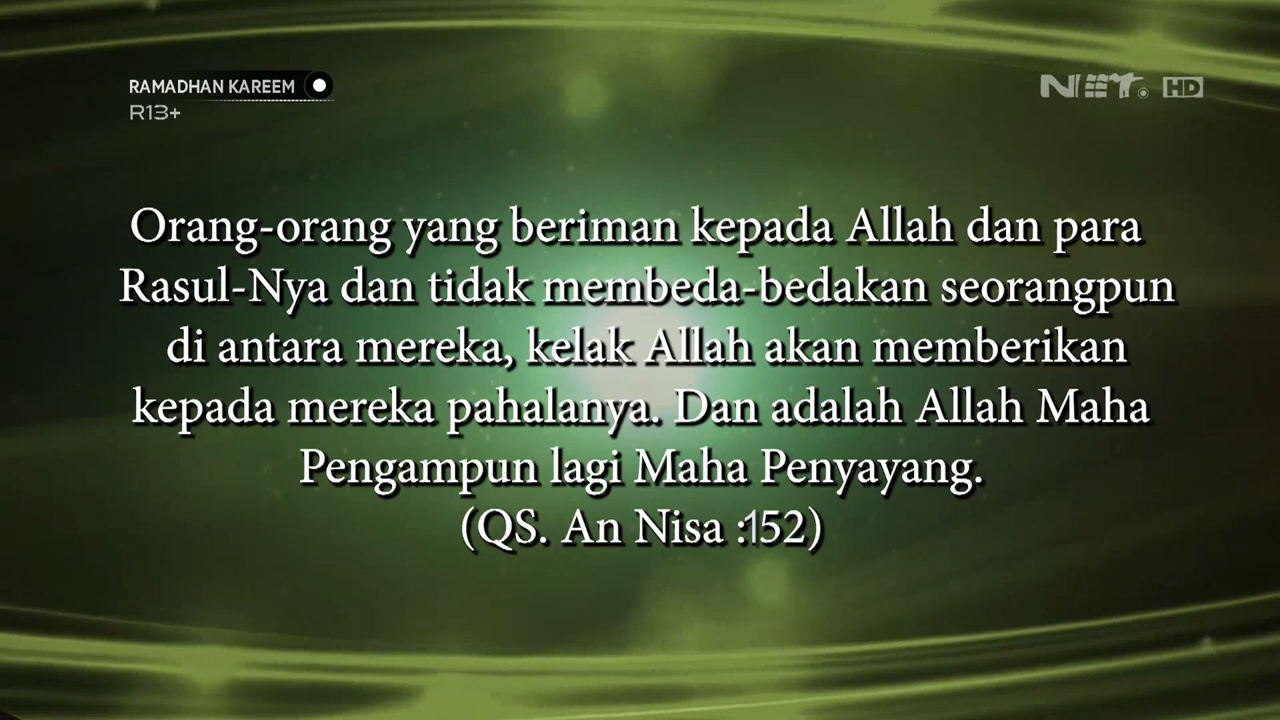 RAMADHAN KAREEM
R13+
NET. HD
Orang-orang yang beriman kepada Allah dan para
Rasul-Nya dan tidak membeda-bedakan seorangpun
di antara mereka, kelak Allah akan memberikan
kepada mereka pahalanya. Dan adalah Allah Maha
Pengampun lagi Maha Penyayang.
(QS. An Nisa :152)